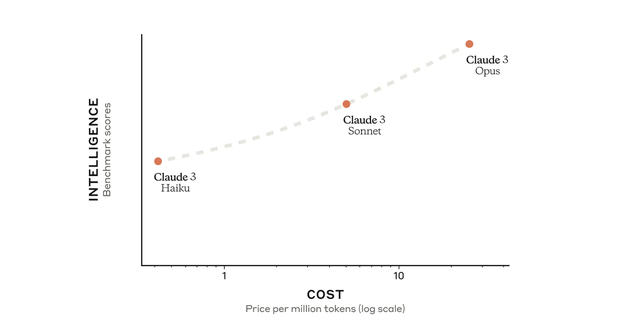 INTELLIGENCE
Benchmark scores
Claude 3
Opus
Claude 3
Sonnet
Claude 3
Haiku
1
10
COST
Price per million tokens (log scale)